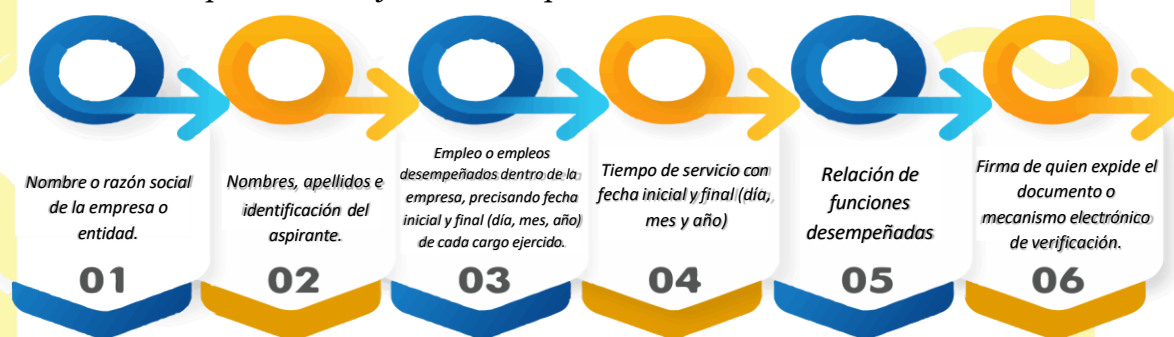 Nombre o razón social
de la empresa o
entidad.
01
Nombres, apellidos e
identificación del
aspirante.
02
Empleo o empleos
desempeñados dentro de la
empresa, precisando fecha
inicial y final (día, mes, año)
de cada cargo ejercido.
03
Tiempo de servicio con
fecha inicial y final (día,
mes y año)
04
Relación de
funciones
desempeñadas
05
Firma de quien expide el
documento o
mecanismo electrónico
de verificación.
06